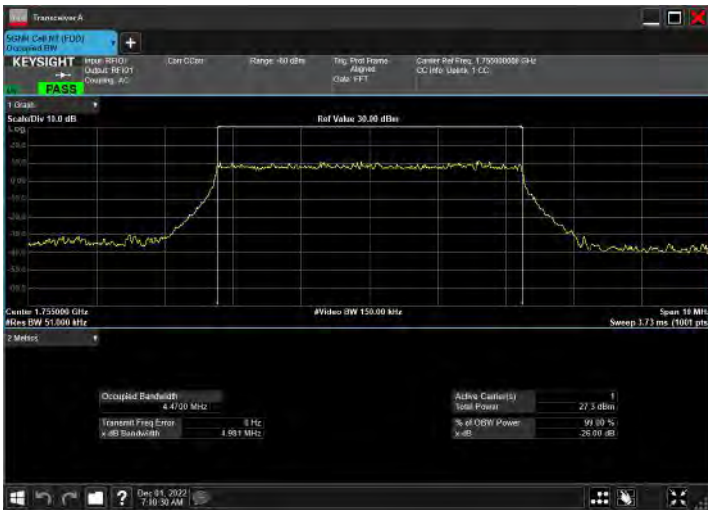 Transceiver A
5GNR Cell NT (FDD)
Occupied BW
+
KEYSIGHT
Input: RFIO1
Output: RFIO1
Coupling: AC
Corr CCorr
Range: -60 dBm
Trig: Prot Frame
Aligned
Gate: FFT
Center Ref Freq: 1.755000000 GHz
CC Info: Uplink, 1 CC
PASS
1 Graph
Scale/Div 10.0 dB
Ref Value 30.00 dBm
Log
Center 1.755000 GHz
#Video BW 150.00 kHz
Span 10 MHz
#Res BW 51.000 kHz
Sweep 3.73 ms (1001 pts
2 Metrics
Occupied Bandwidth
4.4700 MHz
Active Carrier(s)
1
Total Power
27.3 dBm
Transmit Freq Error
0 Hz
% of OBW Power
99.00 %
x dB Bandwidth
4.981 MHz
x dB
-26.00 dB
?
Dec 01, 2022
7:10:30 AM